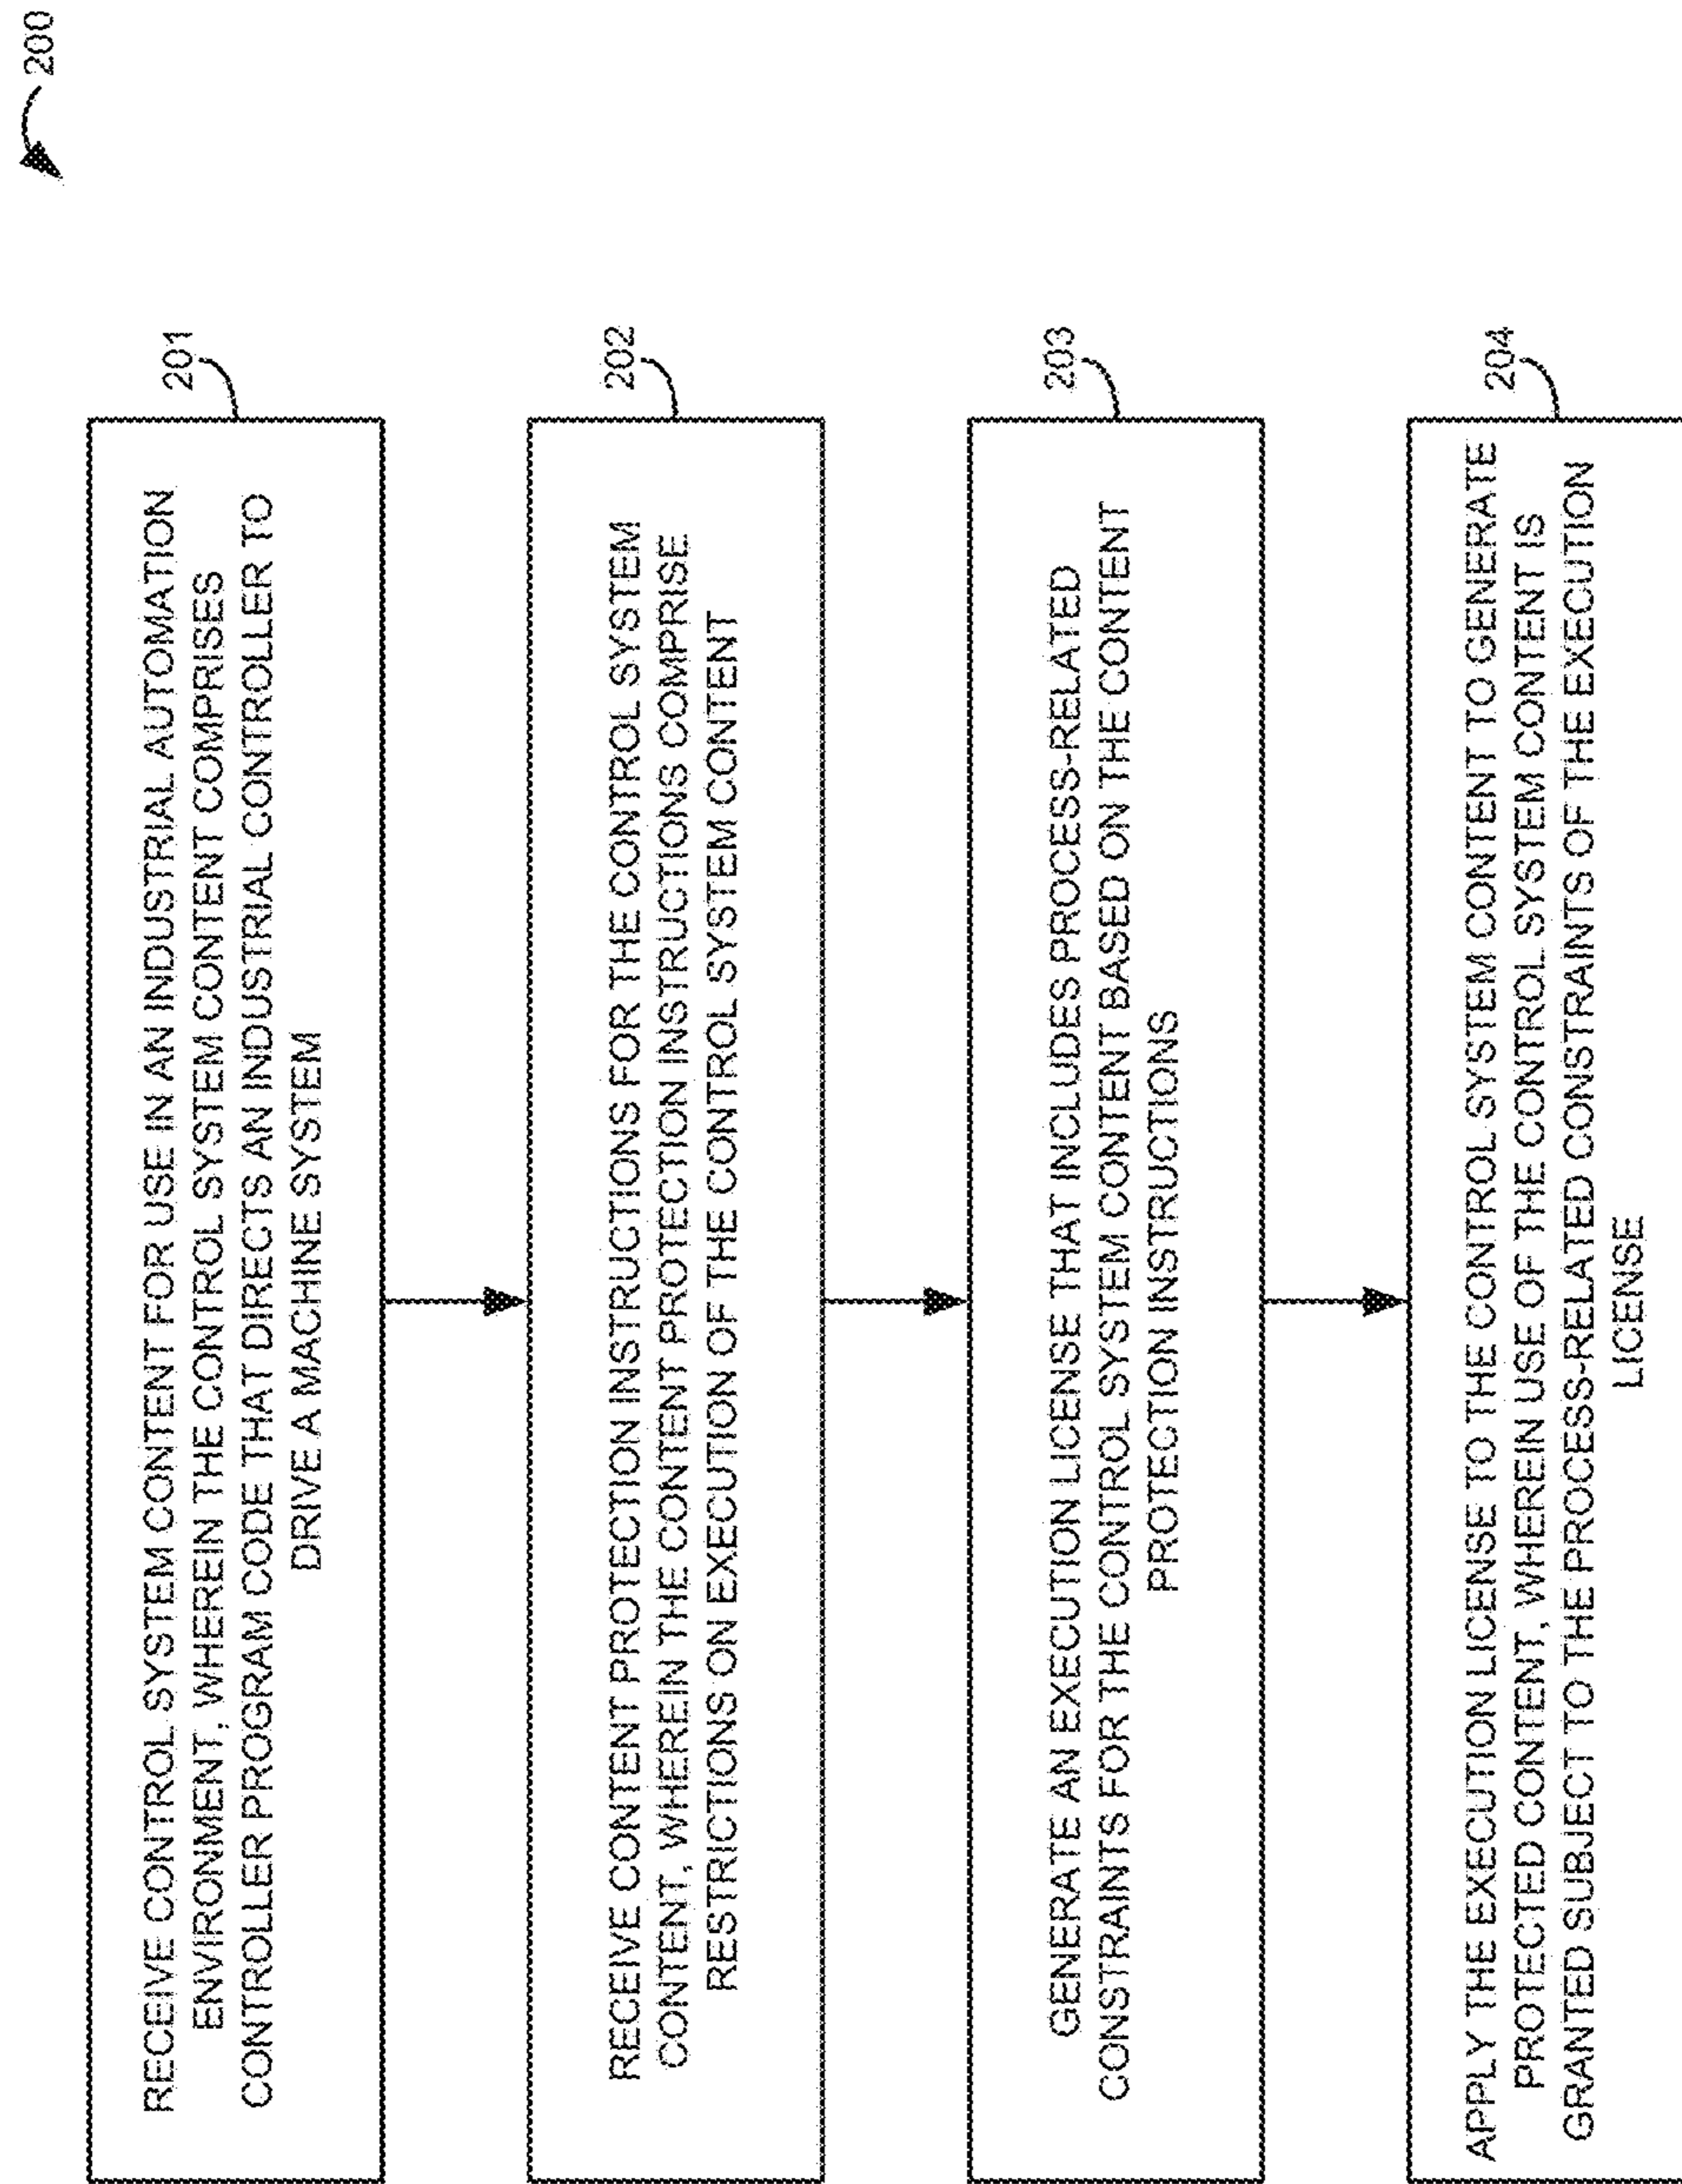 200
201
RECEIVE CONTROL SYSTEM CONTENT FOR USE IN AN INDUSTRIAL AUTOMATION
ENVIRONMENT, WHEREIN THE CONTROL SYSTEM CONTENT COMPRISES
CONTROLLER PROGRAM CODE THAT DIRECTS AN INDUSTRIAL CONTROLLER TO
DRIVE A MACHINE SYSTEM
202
RECEIVE CONTENT PROTECTION INSTRUCTIONS FOR THE CONTROL SYSTEM
CONTENT, WHEREIN THE CONTENT PROTECTION INSTRUCTIONS COMPRISE
RESTRICTIONS ON EXECUTION OF THE CONTROL SYSTEM CONTENT
203
GENERATE AN EXECUTION LICENSE THAT INCLUDES PROCESS-RELATED
CONSTRAINTS FOR THE CONTROL SYSTEM CONTENT BASED ON THE CONTENT
PROTECTION INSTRUCTIONS
204
APPLY THE EXECUTION LICENSE TO THE CONTROL SYSTEM CONTENT TO GENERATE
PROTECTED CONTENT, WHEREIN USE OF THE CONTROL SYSTEM CONTENT IS
GRANTED SUBJECT TO THE PROCESS-RELATED CONSTRAINTS OF THE EXECUTION
LICENSE